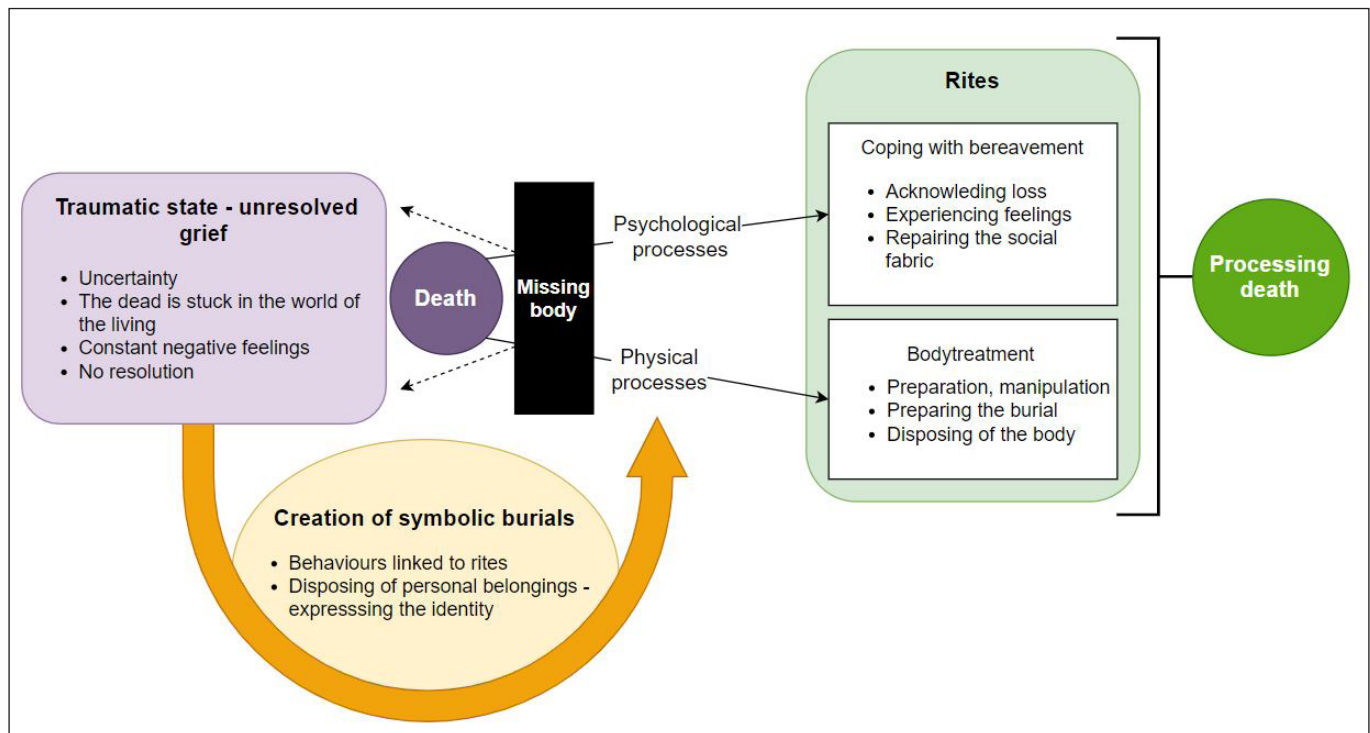 Traumatic state - unresolved
grief
• Uncertainty
• The dead is stuck in the world of
the living
• Constant negative feelings
• No resolution
Death
Missing
body
Psychological
processes
Physical
processes
Rites
Coping with bereavement
• Acknowleding loss
• Experiencing feelings
• Repairing the social
fabric
Bodytreatment
• Preparation, manipulation
• Preparing the burial
• Disposing of the body
Processing
death
Creation of symbolic burials
• Behaviours linked to rites
• Disposing of personal belongings -
expresssing the identity